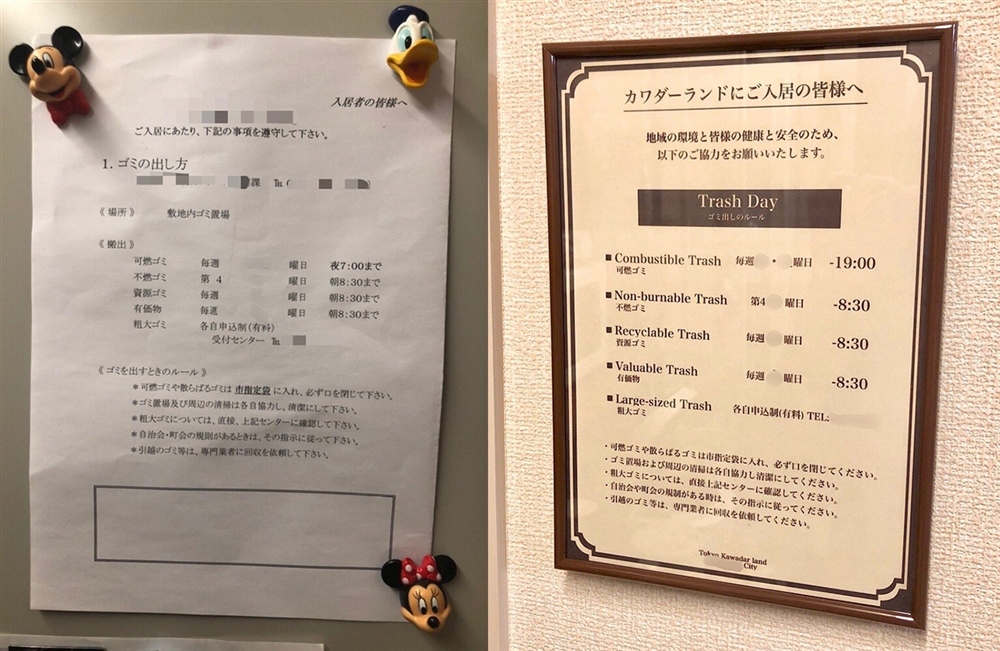 入居者の皆様へ
ご入居にあたり、下記の事項を遵守して下さい。
1. ゴミの出し方
課 ℡ (
《 場所 》 敷地内ゴミ置場
《 搬出 》
可燃ゴミ 毎週 曜日 夜7:00まで
不燃ゴミ 第 4 曜日 朝8:30まで
資源ゴミ 毎週 曜日 朝8:30まで
有価物 毎週 曜日 朝8:30まで
粗大ゴミ 各自申込制(有料)
受付センター ℡
《 ゴミを出すときのルール 》
*可燃ゴミや散らばるゴミは 市指定袋 に入れ、必ず口を閉じて下さい。
*ゴミ置場及び周辺の清掃は各自協力し、清潔にして下さい。
*粗大ゴミについては、直接、上記センターに確認して下さい。
*自治会・町会の規則があるときは、その指示に従って下さい。
*引越のゴミ等は、専門業者に回収を依頼して下さい。
カワダーランドにご入居の皆様へ
地域の環境と皆様の健康と安全のため、
以下のご協力をお願いいたします。
Trash Day
ゴミ出しのルール
■ Combustible Trash 毎週 ・ 曜日 -19:00
可燃ゴミ
■ Non-burnable Trash 第4 曜日 -8:30
不燃ゴミ
■ Recyclable Trash 毎週 曜日 -8:30
資源ゴミ
■ Valuable Trash 毎週 曜日 -8:30
有価物
■ Large-sized Trash 各自申込制(有料) TEL:
粗大ゴミ
・可燃ゴミや散らばるゴミは市指定袋に入れ、必ず口を閉じてください。
・ゴミ置場および周辺の清掃は各自協力し清潔にしてください。
・粗大ゴミについては、直接上記センターに確認してください。
・自治会や町会の規制がある時は、その指示に従ってください。
・引越のゴミ等は、専門業者に回収を依頼してください。
Tokyo Kawadar land
City